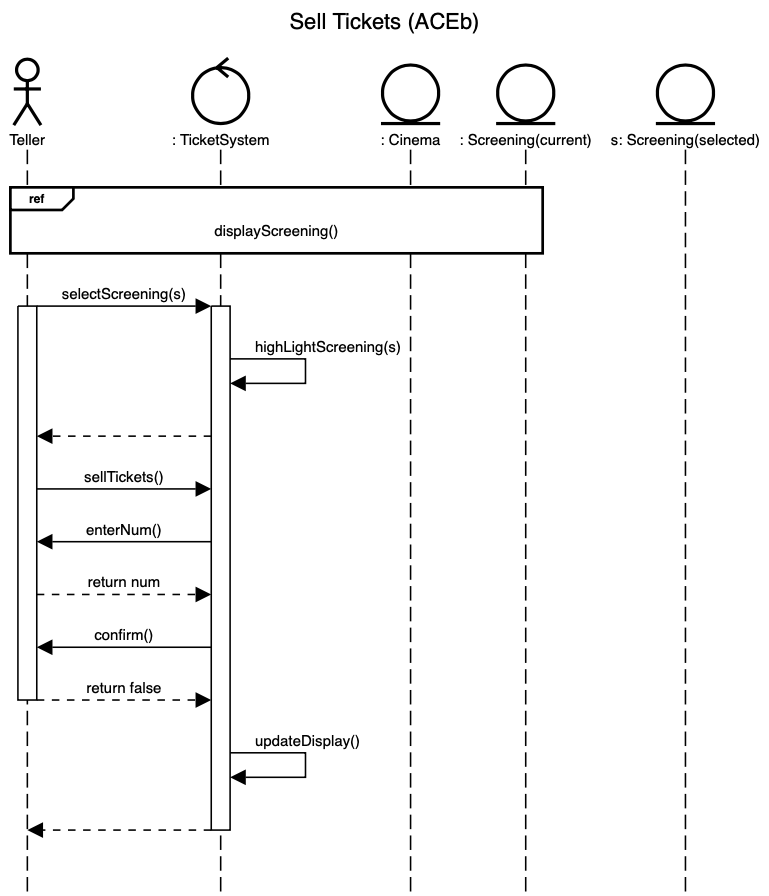 Sell Tickets (ACEb)
Teller
: TicketSystem
: Cinema
: Screening(current)
s: Screening(selected)
ref
displayScreening()
selectScreening(s)
highLightScreening(s)
sellTickets()
enterNum()
return num
confirm()
return false
updateDisplay()